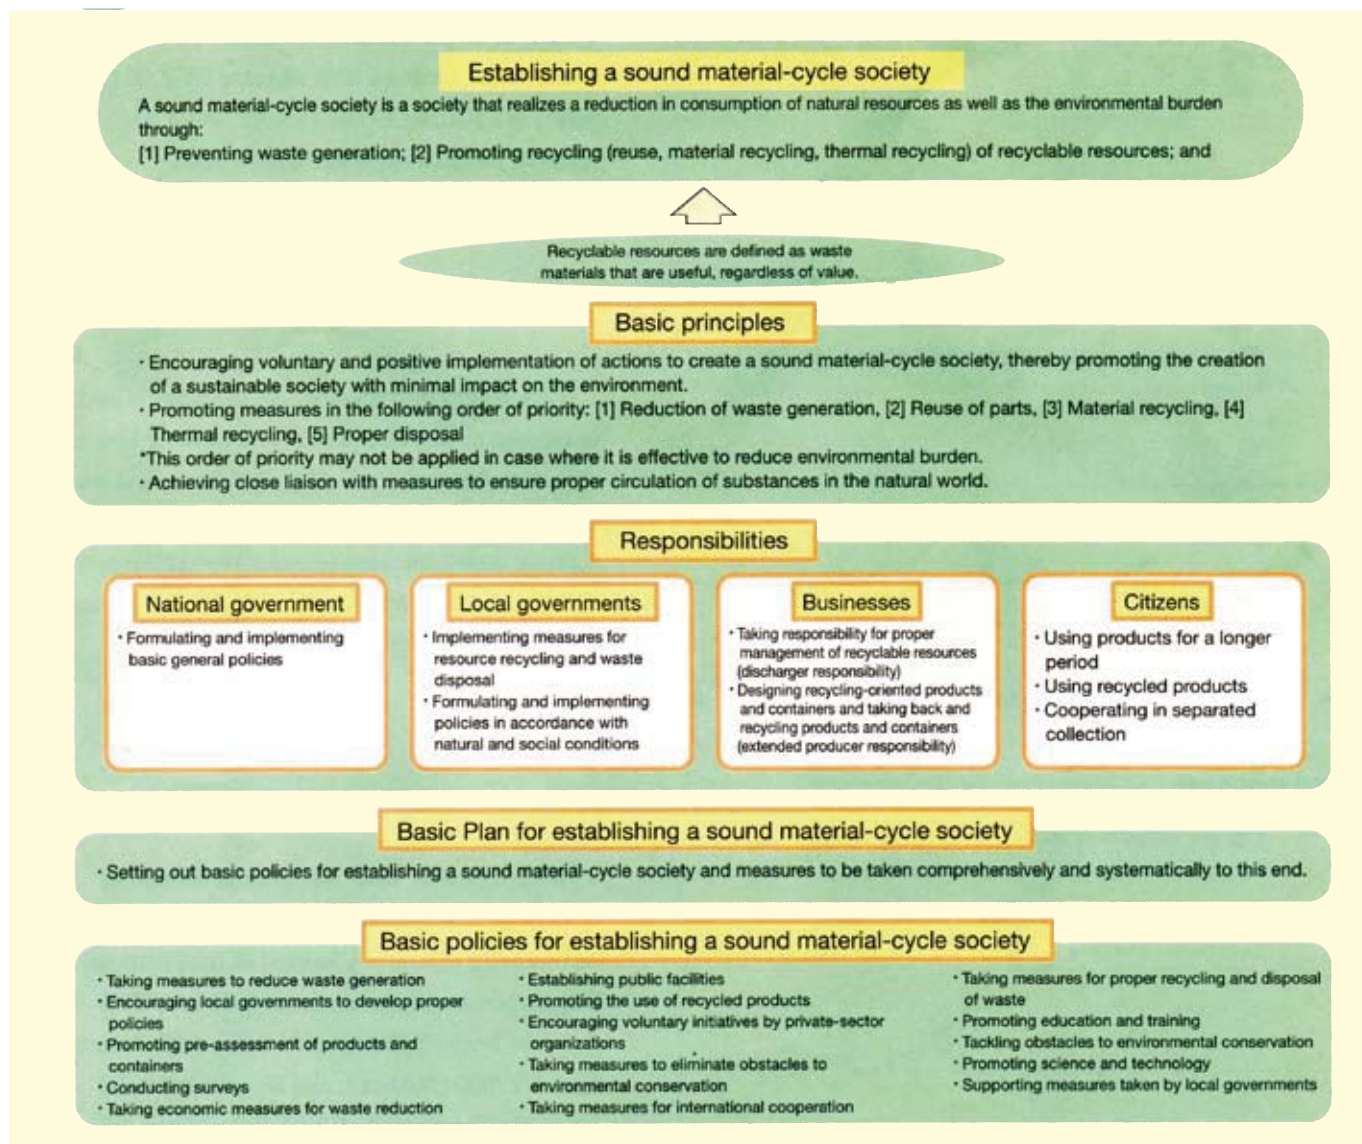 Establishing a sound material-cycle society
A sound material-cycle society is a society that realizes a reduction in consumption of natural resources as well as the environmental burden
through:
[1] Preventing waste generation; [2] Promoting recycling (reuse, material recycling, thermal recycling) of recyclable resources; and
Recyclable resources are defined as waste
materials that are useful, regardless of value.
Basic principles
・Encouraging voluntary and positive implementation of actions to create a sound material-cycle society, thereby promoting the creation
of a sustainable society with minimal impact on the environment.
・Promoting measures in the following order of priority: [1] Reduction of waste generation, [2] Reuse of parts, [3] Material recycling, [4]
Thermal recycling, [5] Proper disposal
*This order of priority may not be applied in case where it is effective to reduce environmental burden.
・Achieving close liaison with measures to ensure proper circulation of substances in the natural world.
Responsibilities
National government
・Formulating and implementing
basic general policies
Local governments
・Implementing measures for
resource recycling and waste
disposal
・Formulating and implementing
policies in accordance with
natural and social conditions
Businesses
・Taking responsibility for proper
management of recyclable resources
(discharger responsibility)
・Designing recycling-oriented products
and containers and taking back and
recycling products and containers
(extended producer responsibility)
Citizens
・Using products for a longer
period
・Using recycled products
・Cooperating in separated
collection
Basic Plan for establishing a sound material-cycle society
・Setting out basic policies for establishing a sound material-cycle society and measures to be taken comprehensively and systematically to this end.
Basic policies for establishing a sound material-cycle society
・Taking measures to reduce waste generation
・Encouraging local governments to develop proper
policies
・Promoting pre-assessment of products and
containers
・Conducting surveys
・Taking economic measures for waste reduction
・Establishing public facilities
・Promoting the use of recycled products
・Encouraging voluntary initiatives by private-sector
organizations
・Taking measures to eliminate obstacles to
environmental conservation
・Taking measures for international cooperation
・Taking measures for proper recycling and disposal
of waste
・Promoting education and training
・Tackling obstacles to environmental conservation
・Promoting science and technology
・Supporting measures taken by local governments